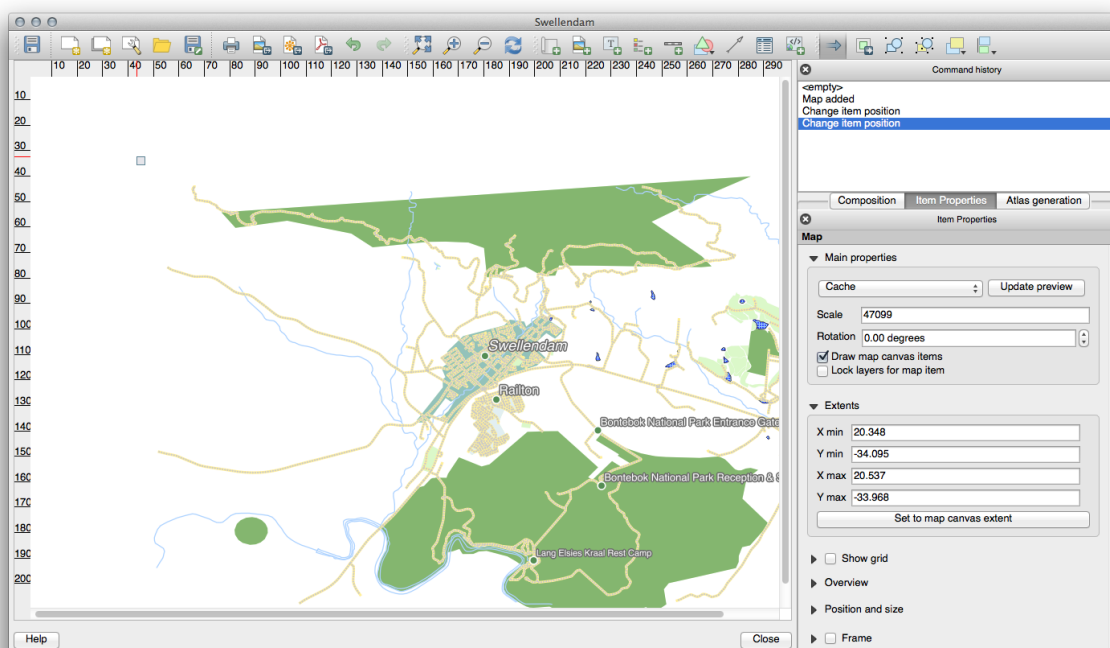 Swellendam
10 20 30 40 50 60 70 80 90 100 110 120 130 140 150 160 170 180 190 200 210 220 230 240 250 260 270 280 290
Command history
<empty>
Map added
Change item position
Change item position
Composition Item Properties Atlas generation
Item Properties
Map
Main properties
Cache Update preview
Scale 47099
Rotation 0.00 degrees
Draw map canvas items
Lock layers for map item
Extents
X min 20.348
Y min -34.095
X max 20.537
Y max -33.968
Set to map canvas extent
Show grid
Overview
Position and size
Frame
10
20
30
40
50
60
70
80
90
100
110
120
130
140
150
160
170
180
190
200
Swellendam
Railton
Bontebok National Park Entrance Gate
Bontebok National Park Reception &
Lang Elsies Kraal Rest Camp
Help Close